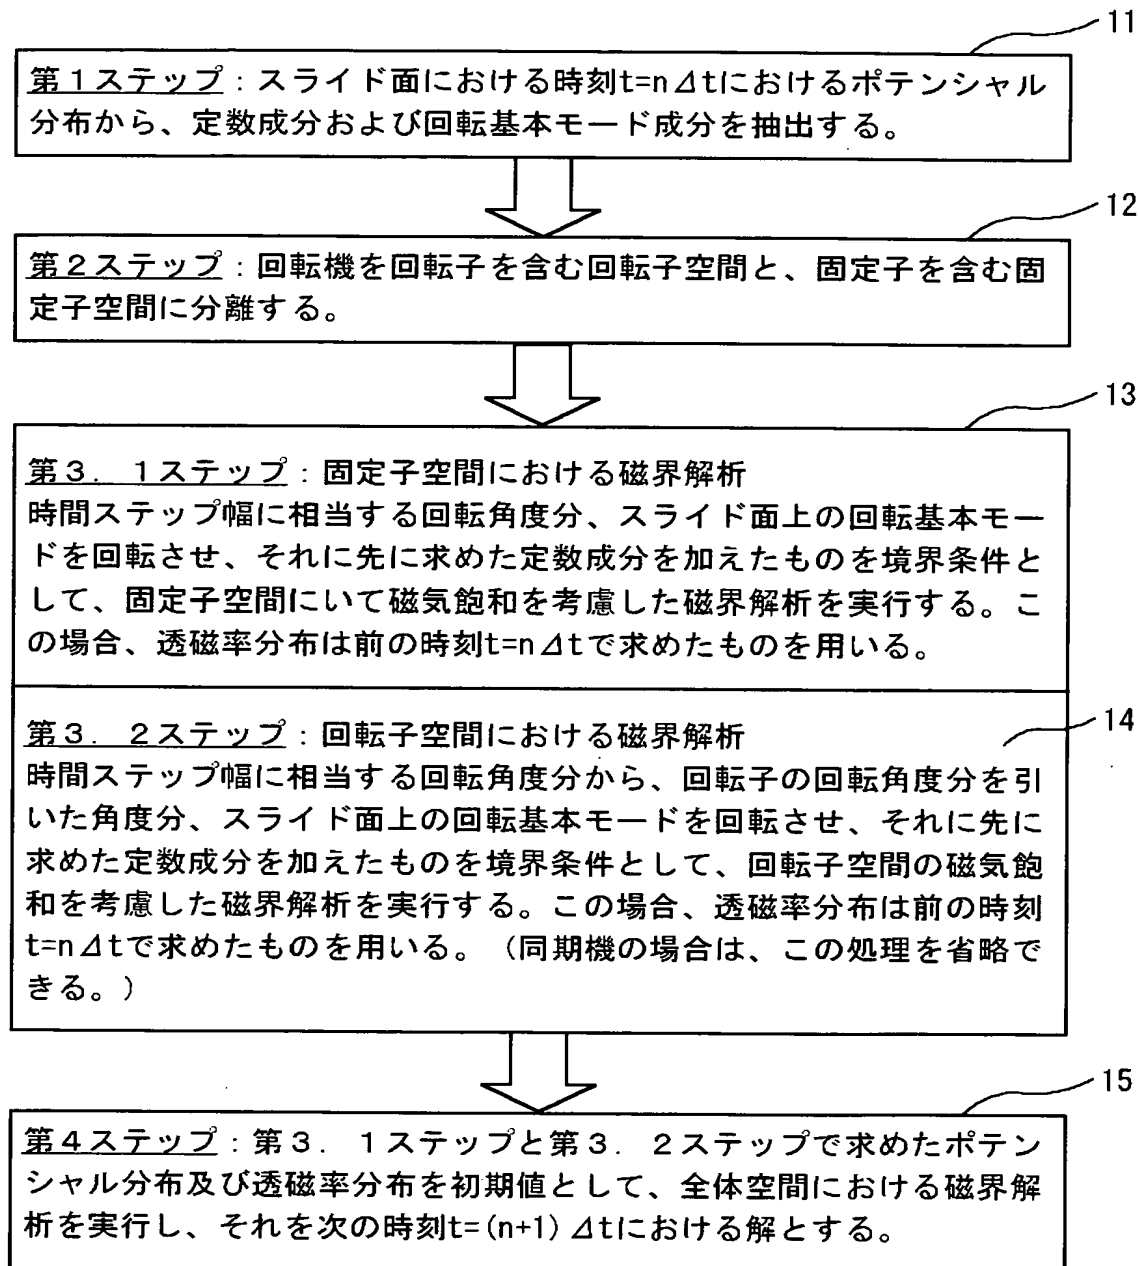 11
第１ステップ：スライド面における時刻t=nΔtにおけるポテンシャル
分布から、定数成分および回転基本モード成分を抽出する。
12
第２ステップ：回転機を回転子を含む回転子空間と、固定子を含む固
定子空間に分離する。
13
第３．１ステップ：固定子空間における磁界解析
時間ステップ幅に相当する回転角度分、スライド面上の回転基本モー
ドを回転させ、それに先に求めた定数成分を加えたものを境界条件と
して、固定子空間にいて磁気飽和を考慮した磁界解析を実行する。こ
の場合、透磁率分布は前の時刻t=nΔtで求めたものを用いる。
14
第３．２ステップ：回転子空間における磁界解析
時間ステップ幅に相当する回転角度分から、回転子の回転角度分を引
いた角度分、スライド面上の回転基本モードを回転させ、それに先に
求めた定数成分を加えたものを境界条件として、回転子空間の磁気飽
和を考慮した磁界解析を実行する。この場合、透磁率分布は前の時刻
t=nΔtで求めたものを用いる。（同期機の場合は、この処理を省略で
きる。）
15
第４ステップ：第３．１ステップと第３．２ステップで求めたポテン
シャル分布及び透磁率分布を初期値として、全体空間における磁界解
析を実行し、それを次の時刻t=(n+1)Δtにおける解とする。